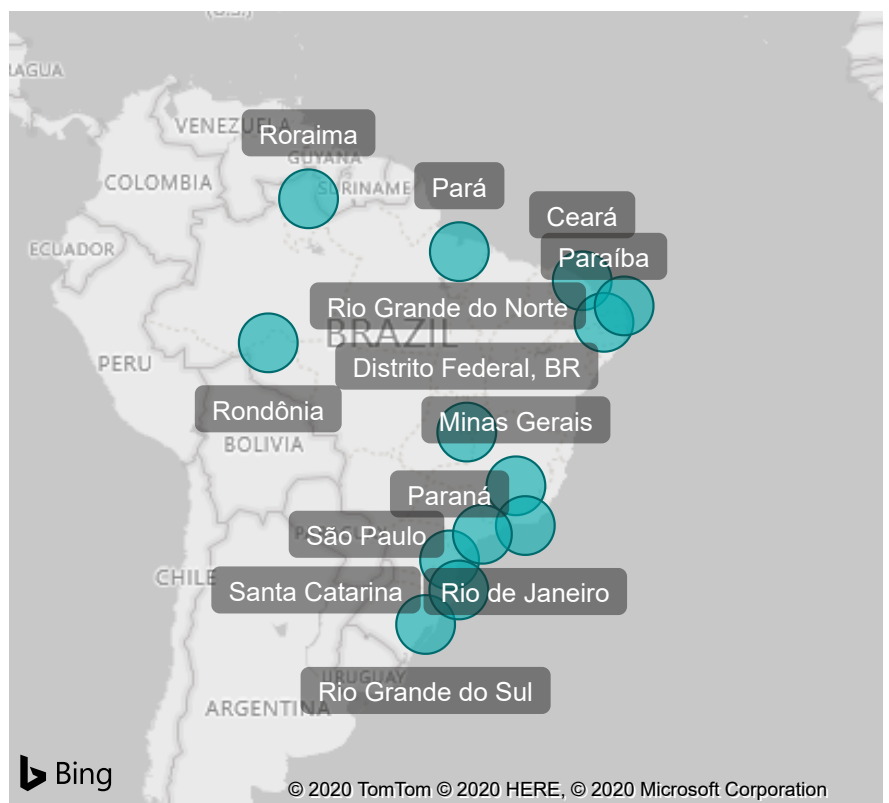 (U.S.)
RAGUA
VENEZUELA
Roraima
GUYANA
COLOMBIA
SURINAME
Pará
Ceará
ECUADOR
Paraíba
Rio Grande do Norte
BRAZIL
PERU
Distrito Federal, BR
Rondônia
Minas Gerais
BOLIVIA
Paraná
São Paulo
PARAGUAY
CHILE
Santa Catarina
Rio de Janeiro
URUGUAY
Rio Grande do Sul
ARGENTINA
Bing
© 2020 TomTom © 2020 HERE, © 2020 Microsoft Corporation